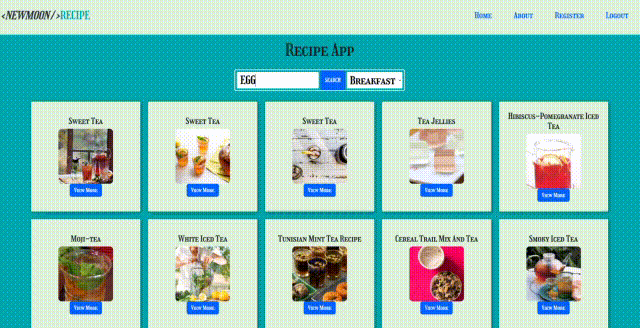 <NEWMOON/>RECIPE
Home About Register Logout
Recipe App
EGG SEARCH Breakfast
Sweet Tea
View More
Sweet Tea
View More
Sweet Tea
View More
Tea Jellies
View More
Hibiscus-Pomegranate Iced
Tea
View More
Moji-tea
View More
White Iced Tea
View More
Tunisian Mint Tea Recipe
View More
Cereal Trail Mix And Tea
View More
Smoky Iced Tea
View More